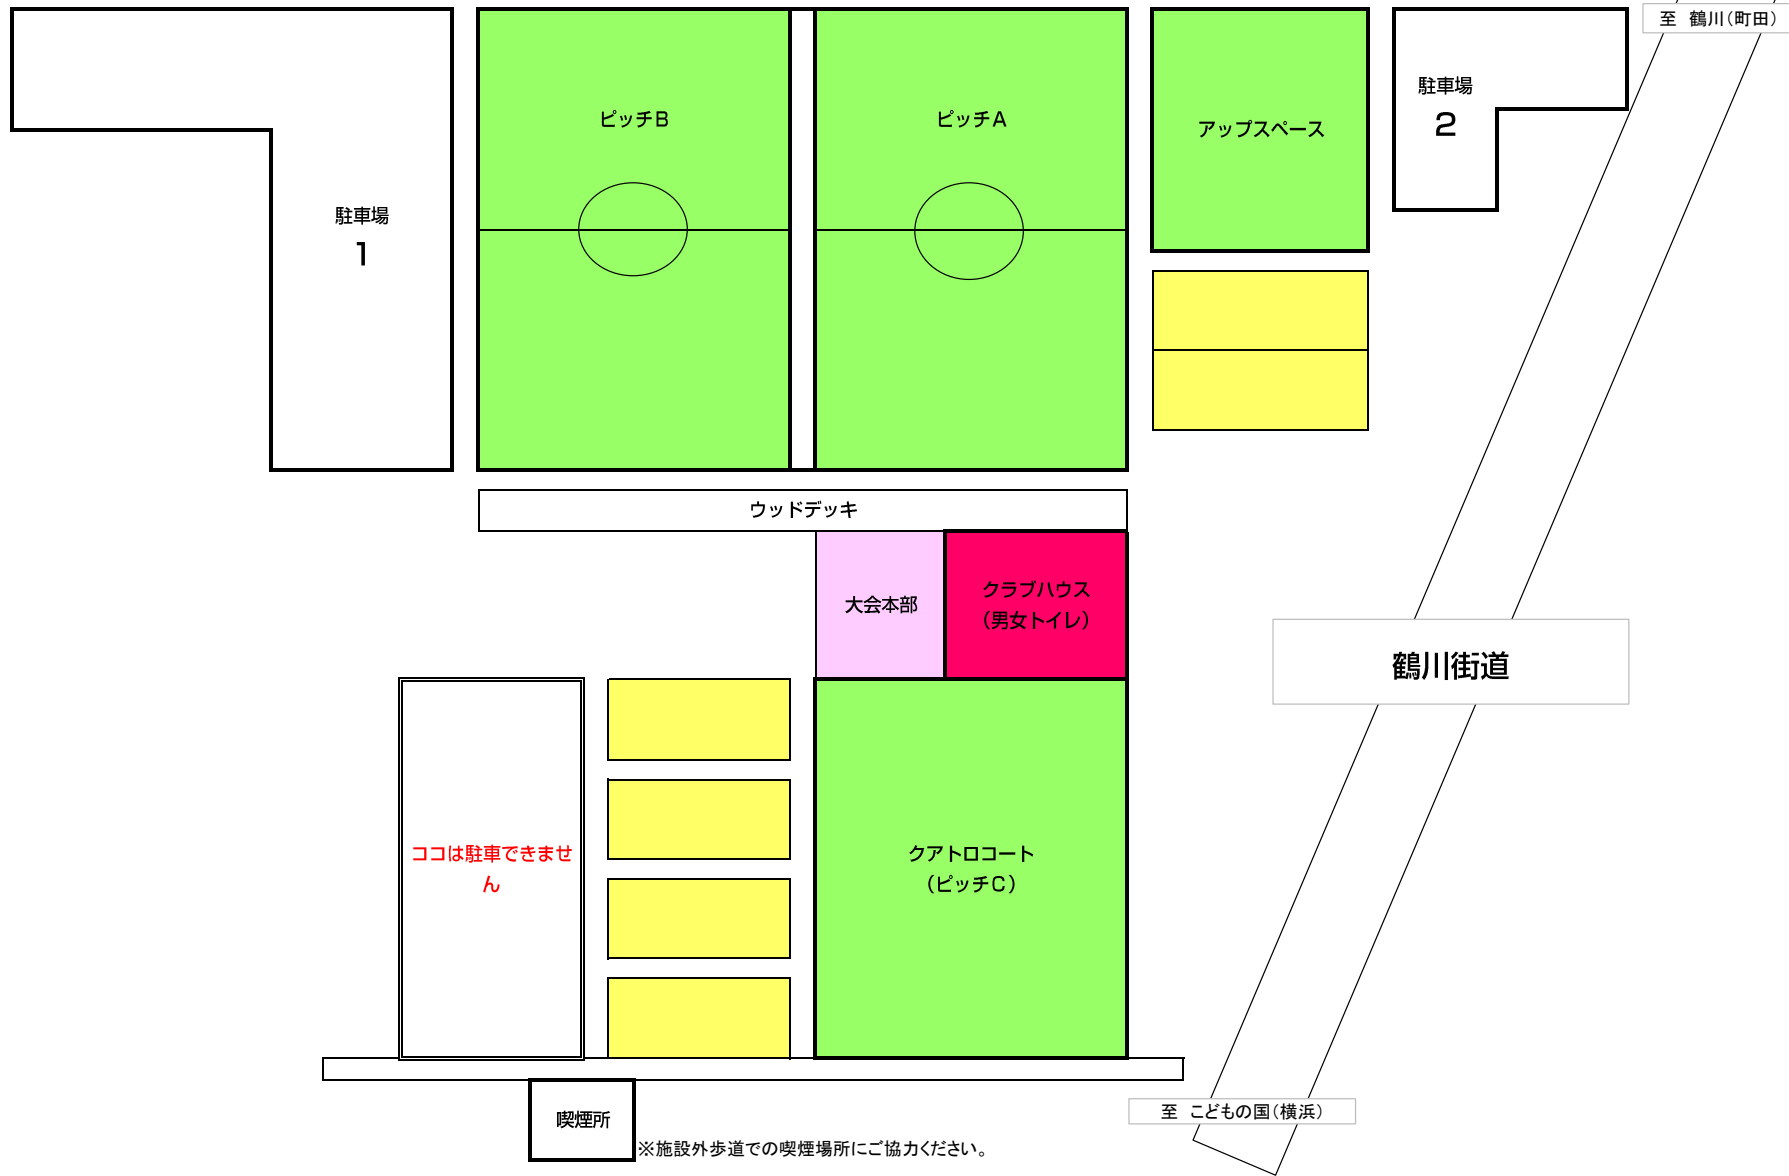 至　鶴川（町田）
駐車場
2
ピッチB
ピッチA
アップスペース
駐車場
1
ウッドデッキ
大会本部
クラブハウス
（男女トイレ）
鶴川街道
ココは駐車できませ
ん
クアトロコート
（ピッチC）
至　こどもの国（横浜）
喫煙所
※施設外歩道での喫煙場所にご協力ください。